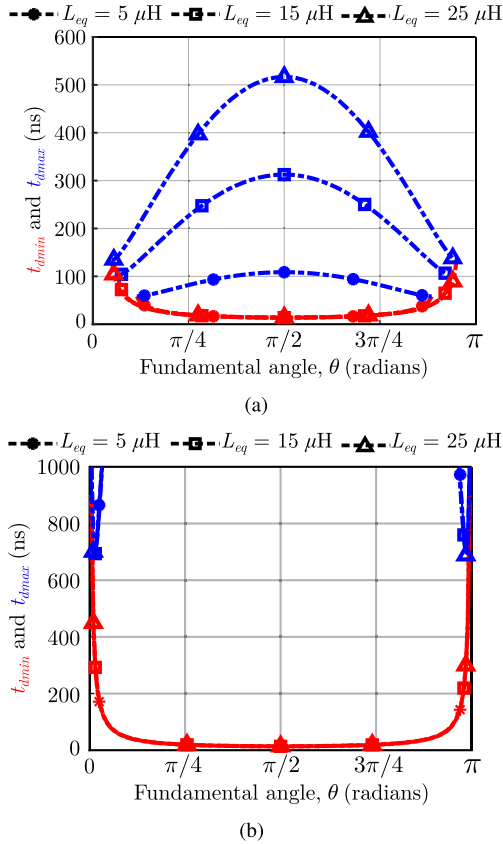 L_eq = 5 μH L_eq = 15 μH L_eq = 25 μH
600
500
400
300
200
100
0
t_dmin and t_dmax (ns)
0 π/4 π/2 3π/4 π
Fundamental angle, θ (radians)
(a)
L_eq = 5 μH L_eq = 15 μH L_eq = 25 μH
1000
800
600
400
200
0
t_dmin and t_dmax (ns)
0 π/4 π/2 3π/4 π
Fundamental angle, θ (radians)
(b)